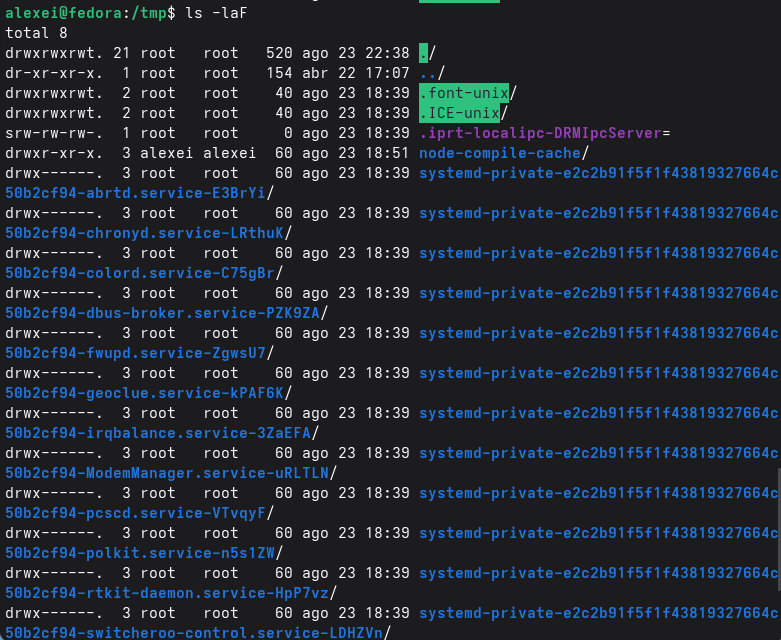 alexei@fedora:/tmp$ ls -laF
total 8
drwxrwxrwt. 21 root   root   520 ago 23 22:38 ./
dr-xr-xr-x.  1 root   root   154 abr 22 17:07 ../
drwxrwxrwt.  2 root   root    40 ago 23 18:39 .font-unix/
drwxrwxrwt.  2 root   root    40 ago 23 18:39 .ICE-unix/
srw-rw-rw-.  1 root   root     0 ago 23 18:39 .iprt-localipc-DRMIpcServer=
drwxr-xr-x.  3 alexei alexei  60 ago 23 18:51 node-compile-cache/
drwx------.  3 root   root    60 ago 23 18:39 systemd-private-e2c2b91f5f1f43819327664c
50b2cf94-abrtd.service-E3BrYi/
drwx------.  3 root   root    60 ago 23 18:39 systemd-private-e2c2b91f5f1f43819327664c
50b2cf94-chronyd.service-LRthuK/
drwx------.  3 root   root    60 ago 23 18:39 systemd-private-e2c2b91f5f1f43819327664c
50b2cf94-colord.service-C75gBr/
drwx------.  3 root   root    60 ago 23 18:39 systemd-private-e2c2b91f5f1f43819327664c
50b2cf94-dbus-broker.service-PZK9ZA/
drwx------.  3 root   root    60 ago 23 18:39 systemd-private-e2c2b91f5f1f43819327664c
50b2cf94-fwupd.service-ZgwsU7/
drwx------.  3 root   root    60 ago 23 18:39 systemd-private-e2c2b91f5f1f43819327664c
50b2cf94-geoclue.service-kPAF6K/
drwx------.  3 root   root    60 ago 23 18:39 systemd-private-e2c2b91f5f1f43819327664c
50b2cf94-irqbalance.service-3ZaEFA/
drwx------.  3 root   root    60 ago 23 18:39 systemd-private-e2c2b91f5f1f43819327664c
50b2cf94-ModemManager.service-uRLTLN/
drwx------.  3 root   root    60 ago 23 18:39 systemd-private-e2c2b91f5f1f43819327664c
50b2cf94-pcscd.service-VTvqyF/
drwx------.  3 root   root    60 ago 23 18:39 systemd-private-e2c2b91f5f1f43819327664c
50b2cf94-polkit.service-n5s1ZW/
drwx------.  3 root   root    60 ago 23 18:39 systemd-private-e2c2b91f5f1f43819327664c
50b2cf94-rtkit-daemon.service-HpP7vz/
drwx------.  3 root   root    60 ago 23 18:39 systemd-private-e2c2b91f5f1f43819327664c
50b2cf94-switcheroo-control.service-LDHZVn/